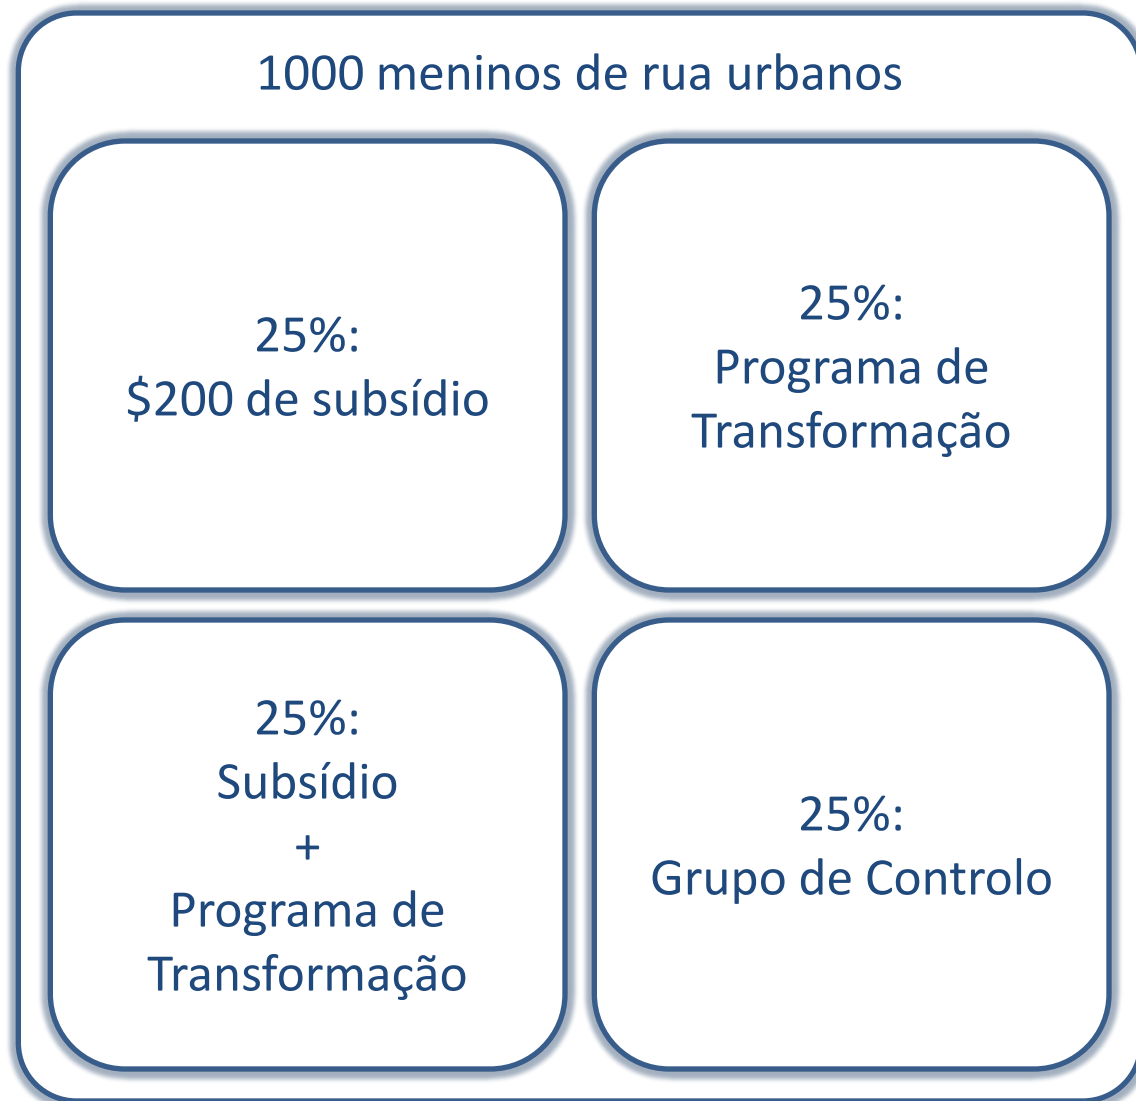 1000 meninos de rua urbanos
25%:
$200 de subsídio
25%:
Programa de
Transformação
25%:
Subsídio
+
Programa de
Transformação
25%:
Grupo de Controlo